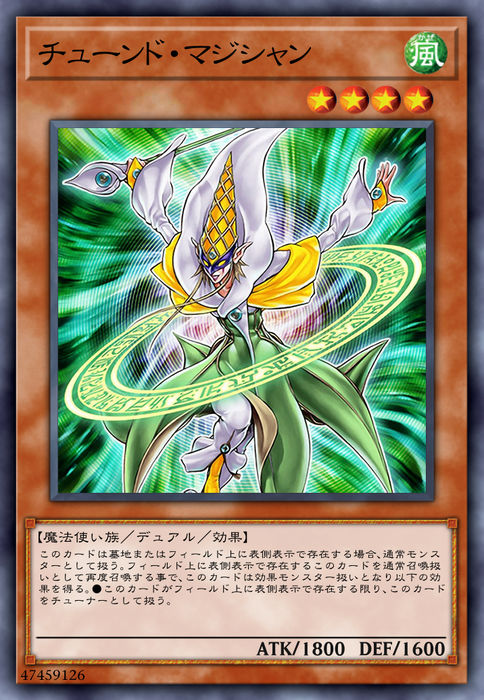 チューンド・マジシャン
かぜ
風
【魔法使い族／デュアル／効果】
このカードは墓地またはフィールド上に表側表示で存在する場合、通常モンス
ターとして扱う。フィールド上に表側表示で存在するこのカードを通常召喚扱
いとして再度召喚する事で、このカードは効果モンスター扱いとなり以下の効
果を得る。●このカードがフィールド上に表側表示で存在する限り、このカード
をチューナーとして扱う。
ATK/1800 DEF/1600
47459126